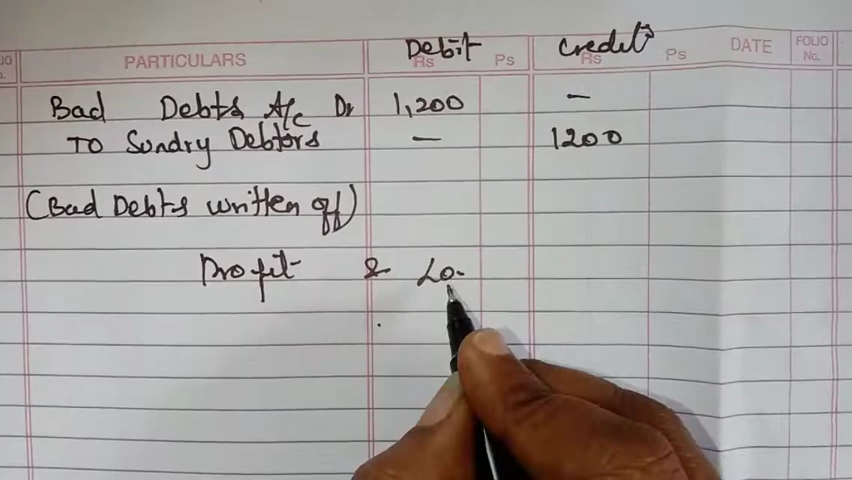 Debit Credit
IO PARTICULARS Rs Ps Rs Ps DATE FOLIO
o. No.
Bad Debts A/c Dr 1,200 —
To Sundry Debtors — 1200
(Bad Debts written off)
Profit & Lo